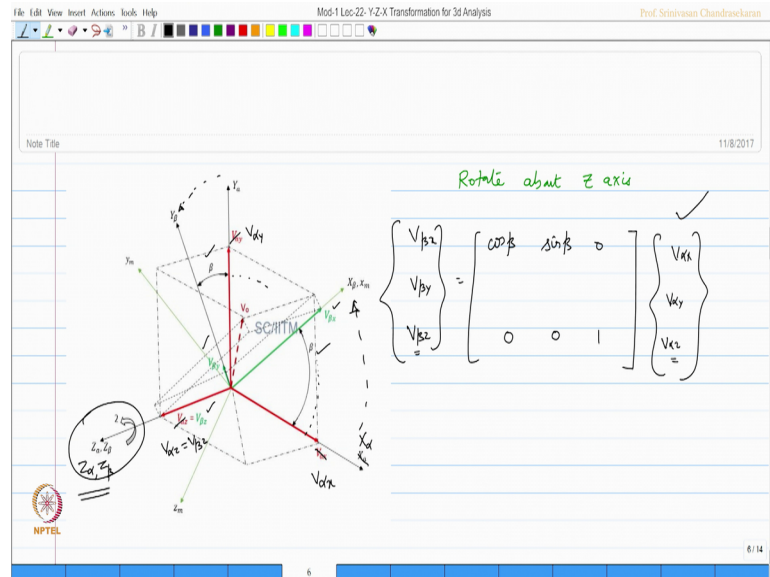 File Edit View Insert Actions Tools Help
Mod-1 Lec-22- Y-Z-X Transformation for 3d Analysis
Prof. Srinivasan Chandrasekaran
B I
Note Title
11/8/2017
Rotate about Z axis
Yα
Yβ
Vαy
ym
β
Xβ, xm
V0
Vβx
SC/IITM
β
Vβy
Vαz = Vβz
Vαz = Vβz
Zα, Zβ
Zα, Zβ
Xα
Vαx
zm
Vβz cosβ sinβ 0 Vαx
Vβy = Vαy
Vβz 0 0 1 Vαz
NPTEL
6 / 14
6